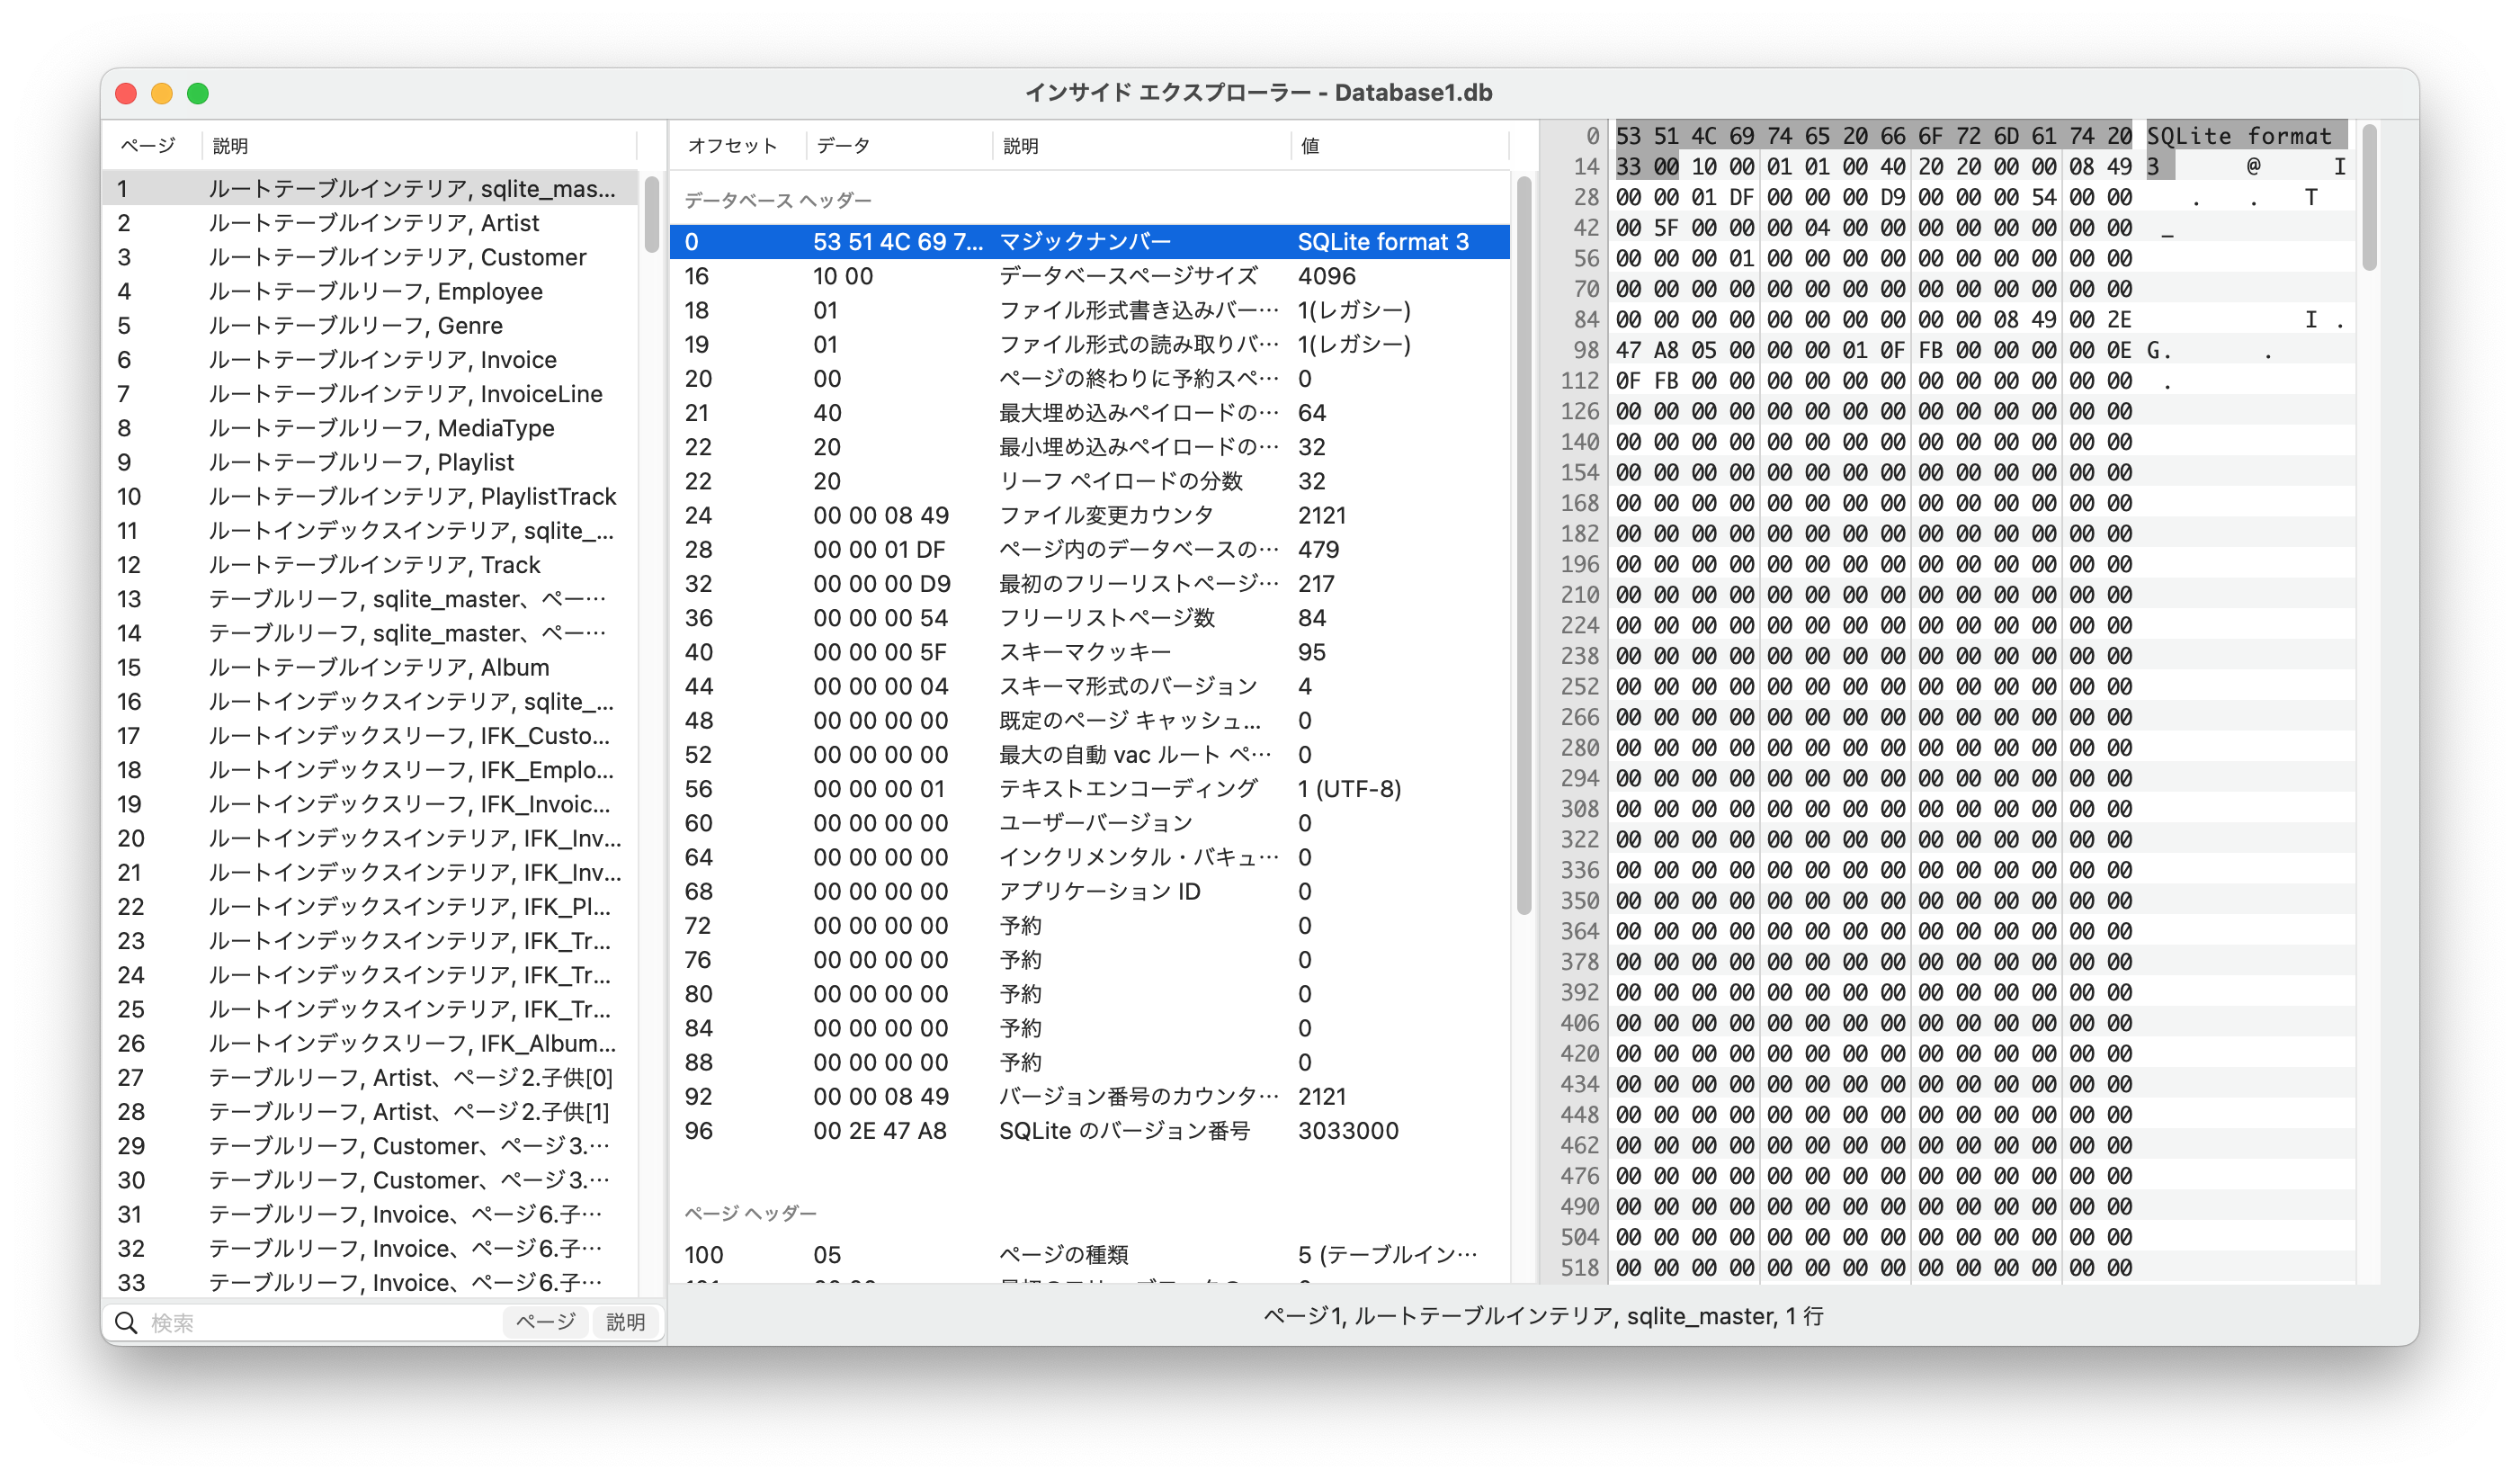 インサイド エクスプローラー - Database1.db
ページ 説明
1 ルートテーブルインテリア, sqlite_mas...
2 ルートテーブルインテリア, Artist
3 ルートテーブルインテリア, Customer
4 ルートテーブルリーフ, Employee
5 ルートテーブルリーフ, Genre
6 ルートテーブルインテリア, Invoice
7 ルートテーブルインテリア, InvoiceLine
8 ルートテーブルリーフ, MediaType
9 ルートテーブルリーフ, Playlist
10 ルートテーブルインテリア, PlaylistTrack
11 ルートインデックスインテリア, sqlite_...
12 ルートテーブルインテリア, Track
13 テーブルリーフ, sqlite_master、ペー…
14 テーブルリーフ, sqlite_master、ペー…
15 ルートテーブルインテリア, Album
16 ルートインデックスインテリア, sqlite_...
17 ルートインデックスリーフ, IFK_Custo...
18 ルートインデックスリーフ, IFK_Emplo...
19 ルートインデックスリーフ, IFK_Invoic...
20 ルートインデックスインテリア, IFK_Inv...
21 ルートインデックスインテリア, IFK_Inv...
22 ルートインデックスインテリア, IFK_Pl...
23 ルートインデックスインテリア, IFK_Tr...
24 ルートインデックスインテリア, IFK_Tr...
25 ルートインデックスインテリア, IFK_Tr...
26 ルートインデックスリーフ, IFK_Album...
27 テーブルリーフ, Artist、ページ2.子供[0]
28 テーブルリーフ, Artist、ページ2.子供[1]
29 テーブルリーフ, Customer、ページ3.…
30 テーブルリーフ, Customer、ページ3.…
31 テーブルリーフ, Invoice、ページ6.子…
32 テーブルリーフ, Invoice、ページ6.子…
33 テーブルリーフ, Invoice、ページ6.子…
検索 ページ 説明
オフセット データ 説明 値
データベース ヘッダー
0 53 51 4C 69 7... マジックナンバー SQLite format 3
16 10 00 データベースページサイズ 4096
18 01 ファイル形式書き込みバー… 1(レガシー)
19 01 ファイル形式の読み取りバ… 1(レガシー)
20 00 ページの終わりに予約スペ… 0
21 40 最大埋め込みペイロードの… 64
22 20 最小埋め込みペイロードの… 32
22 20 リーフ ペイロードの分数 32
24 00 00 08 49 ファイル変更カウンタ 2121
28 00 00 01 DF ページ内のデータベースの… 479
32 00 00 00 D9 最初のフリーリストページ… 217
36 00 00 00 54 フリーリストページ数 84
40 00 00 00 5F スキーマクッキー 95
44 00 00 00 04 スキーマ形式のバージョン 4
48 00 00 00 00 既定のページ キャッシュ... 0
52 00 00 00 00 最大の自動 vac ルート ペ… 0
56 00 00 00 01 テキストエンコーディング 1 (UTF-8)
60 00 00 00 00 ユーザーバージョン 0
64 00 00 00 00 インクリメンタル・バキュ… 0
68 00 00 00 00 アプリケーション ID 0
72 00 00 00 00 予約 0
76 00 00 00 00 予約 0
80 00 00 00 00 予約 0
84 00 00 00 00 予約 0
88 00 00 00 00 予約 0
92 00 00 08 49 バージョン番号のカウンタ… 2121
96 00 2E 47 A8 SQLite のバージョン番号 3033000
ページ ヘッダー
100 05 ページの種類 5 (テーブルイン…
0 53 51 4C 69 74 65 20 66 6F 72 6D 61 74 20 SQLite format
14 33 00 10 00 01 01 00 40 20 20 00 00 08 49 3 @ I
28 00 00 01 DF 00 00 00 D9 00 00 00 54 00 00 . . T
42 00 5F 00 00 00 04 00 00 00 00 00 00 00 00 _
56 00 00 00 01 00 00 00 00 00 00 00 00 00 00
70 00 00 00 00 00 00 00 00 00 00 00 00 00 00
84 00 00 00 00 00 00 00 00 00 00 08 49 00 2E I .
98 47 A8 05 00 00 00 01 0F FB 00 00 00 00 0E G. .
112 0F FB 00 00 00 00 00 00 00 00 00 00 00 00 .
126 00 00 00 00 00 00 00 00 00 00 00 00 00 00
140 00 00 00 00 00 00 00 00 00 00 00 00 00 00
154 00 00 00 00 00 00 00 00 00 00 00 00 00 00
168 00 00 00 00 00 00 00 00 00 00 00 00 00 00
182 00 00 00 00 00 00 00 00 00 00 00 00 00 00
196 00 00 00 00 00 00 00 00 00 00 00 00 00 00
210 00 00 00 00 00 00 00 00 00 00 00 00 00 00
224 00 00 00 00 00 00 00 00 00 00 00 00 00 00
238 00 00 00 00 00 00 00 00 00 00 00 00 00 00
252 00 00 00 00 00 00 00 00 00 00 00 00 00 00
266 00 00 00 00 00 00 00 00 00 00 00 00 00 00
280 00 00 00 00 00 00 00 00 00 00 00 00 00 00
294 00 00 00 00 00 00 00 00 00 00 00 00 00 00
308 00 00 00 00 00 00 00 00 00 00 00 00 00 00
322 00 00 00 00 00 00 00 00 00 00 00 00 00 00
336 00 00 00 00 00 00 00 00 00 00 00 00 00 00
350 00 00 00 00 00 00 00 00 00 00 00 00 00 00
364 00 00 00 00 00 00 00 00 00 00 00 00 00 00
378 00 00 00 00 00 00 00 00 00 00 00 00 00 00
392 00 00 00 00 00 00 00 00 00 00 00 00 00 00
406 00 00 00 00 00 00 00 00 00 00 00 00 00 00
420 00 00 00 00 00 00 00 00 00 00 00 00 00 00
434 00 00 00 00 00 00 00 00 00 00 00 00 00 00
448 00 00 00 00 00 00 00 00 00 00 00 00 00 00
462 00 00 00 00 00 00 00 00 00 00 00 00 00 00
476 00 00 00 00 00 00 00 00 00 00 00 00 00 00
490 00 00 00 00 00 00 00 00 00 00 00 00 00 00
504 00 00 00 00 00 00 00 00 00 00 00 00 00 00
518 00 00 00 00 00 00 00 00 00 00 00 00 00 00
ページ1, ルートテーブルインテリア, sqlite_master, 1 行